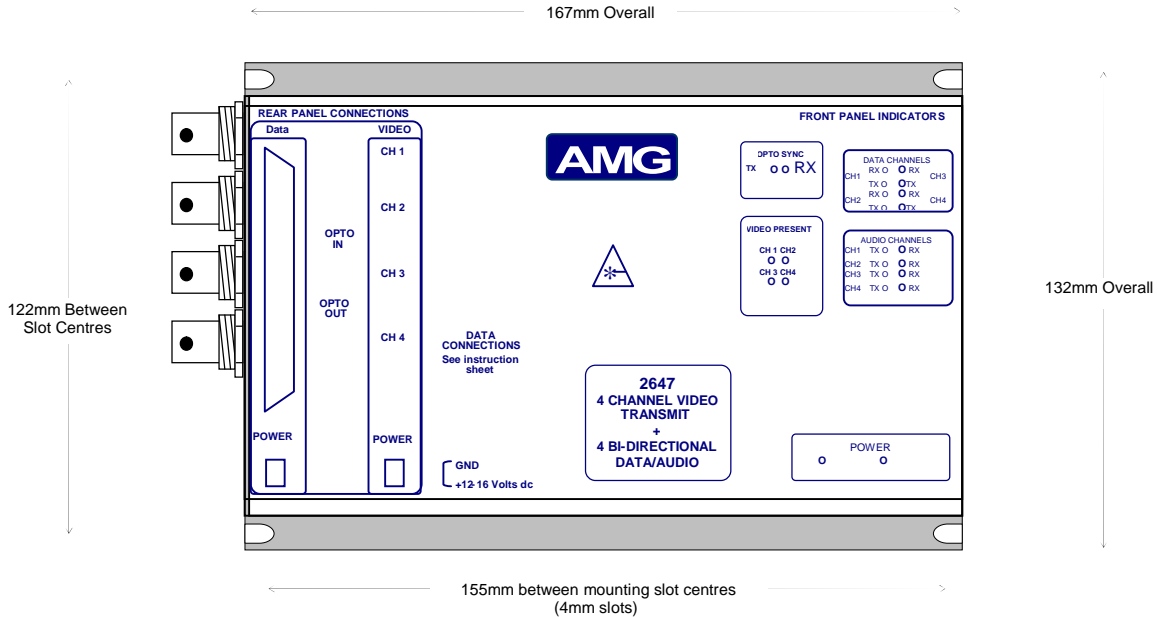 167mm Overall
REAR PANEL CONNECTIONS
Data
VIDEO
CH 1
CH 2
OPTO
IN
CH 3
OPTO
OUT
CH 4
POWER
POWER
DATA
CONNECTIONS
See instruction
sheet
GND
+12-16 Volts dc
AMG
2647
4 CHANNEL VIDEO
TRANSMIT
+
4 BI-DIRECTIONAL
DATA/AUDIO
FRONT PANEL INDICATORS
OPTO SYNC
TX O O RX
VIDEO PRESENT
CH 1 CH2
O O
CH 3 CH4
O O
DATA CHANNELS
CH1 RX O O RX CH3
TX O O TX
CH2 RX O O RX CH4
TX O O TX
AUDIO CHANNELS
CH1 TX O O RX
CH2 TX O O RX
CH3 TX O O RX
CH4 TX O O RX
POWER
O O
122mm Between
Slot Centres
132mm Overall
155mm between mounting slot centres
(4mm slots)